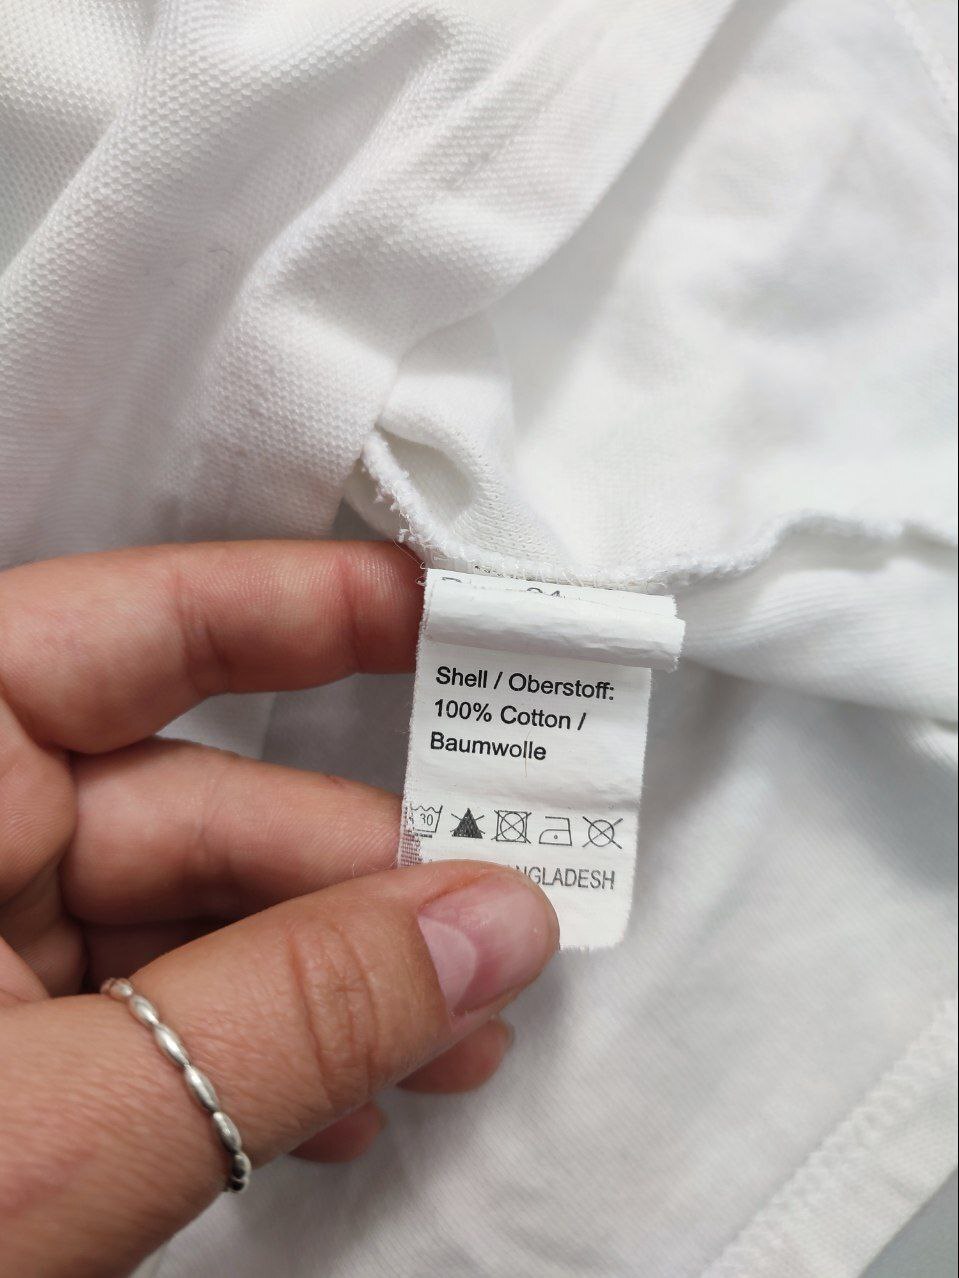 Shell / Oberstoff:
100% Cotton /
Baumwolle
30